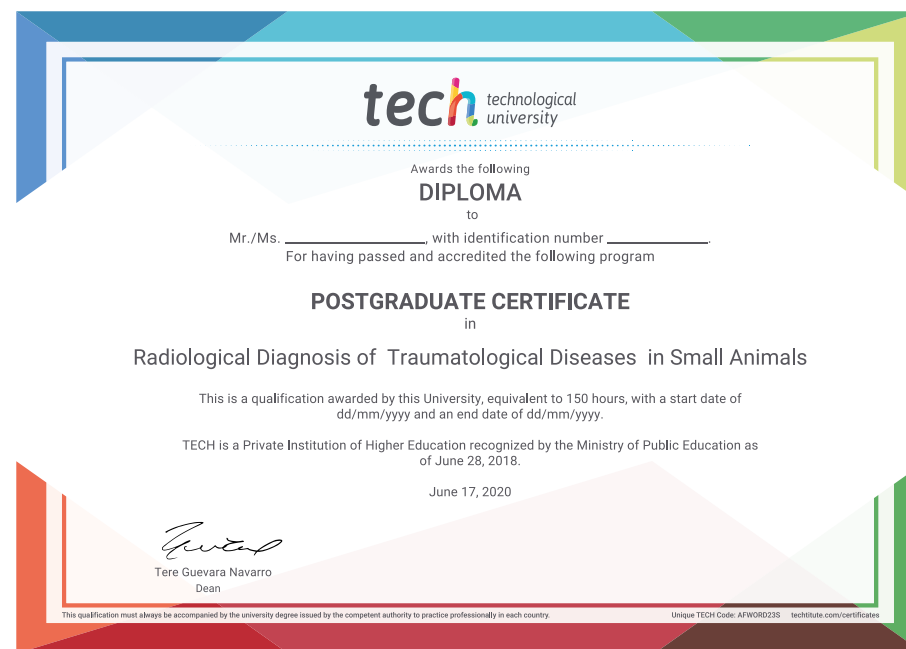 tech technological
university
Awards the following
DIPLOMA
to
Mr./Ms. ____________, with identification number ____________.
For having passed and accredited the following program
POSTGRADUATE CERTIFICATE
in
Radiological Diagnosis of Traumatological Diseases in Small Animals
This is a qualification awarded by this University, equivalent to 150 hours, with a start date of
dd/mm/yyyy and an end date of dd/mm/yyyy.
TECH is a Private Institution of Higher Education recognized by the Ministry of Public Education as
of June 28, 2018.
June 17, 2020
Tere Guevara Navarro
Dean
This qualification must always be accompanied by the university degree issued by the competent authority to practice professionally in each country.
Unique TECH Code: AFWORD23S techtitute.com/certificates